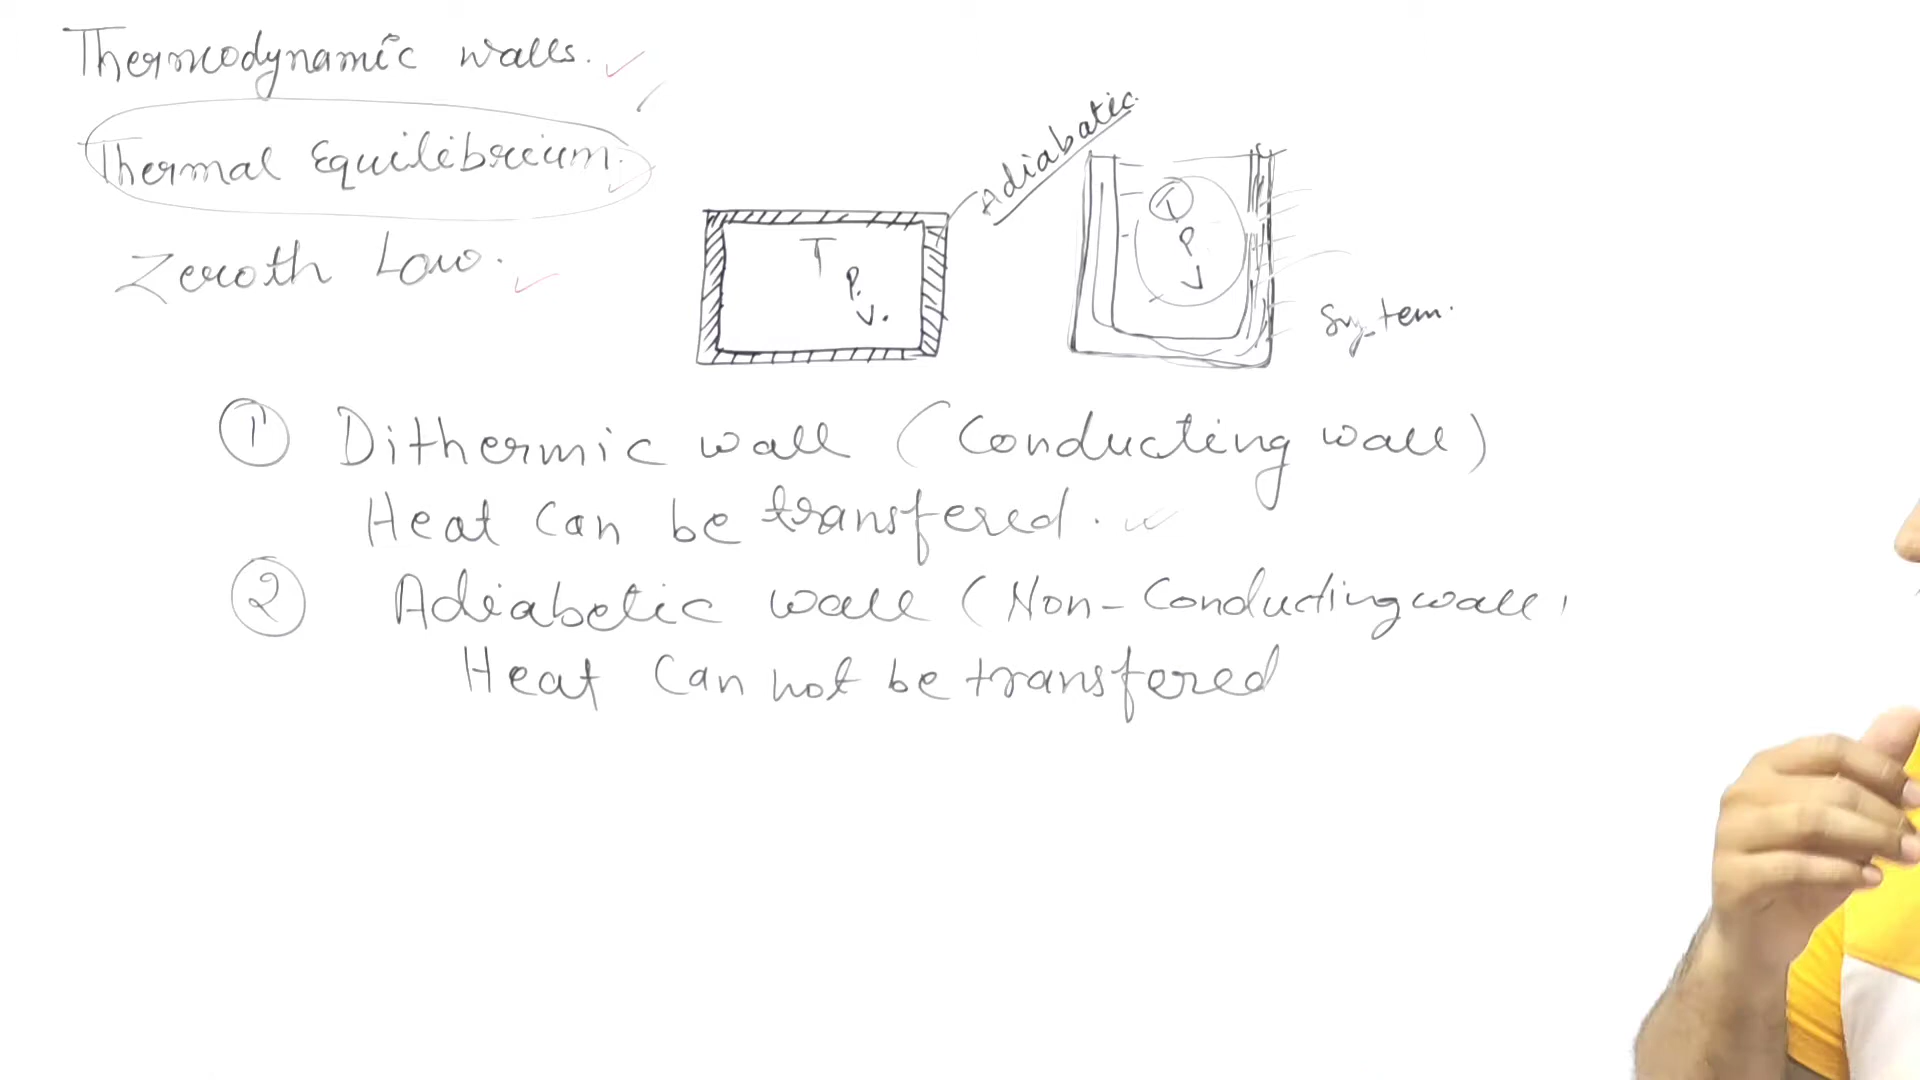 Thermodynamic walls.
Thermal Equilibrium.
Zeroth Law.
Adiabatic
T
P.
V.
T
P
V
System.
① Dithermic wall (Conducting wall)
Heat Can be transfered.
② Adiabetic wall (Non-Conducting wall
Heat Can not be transfered